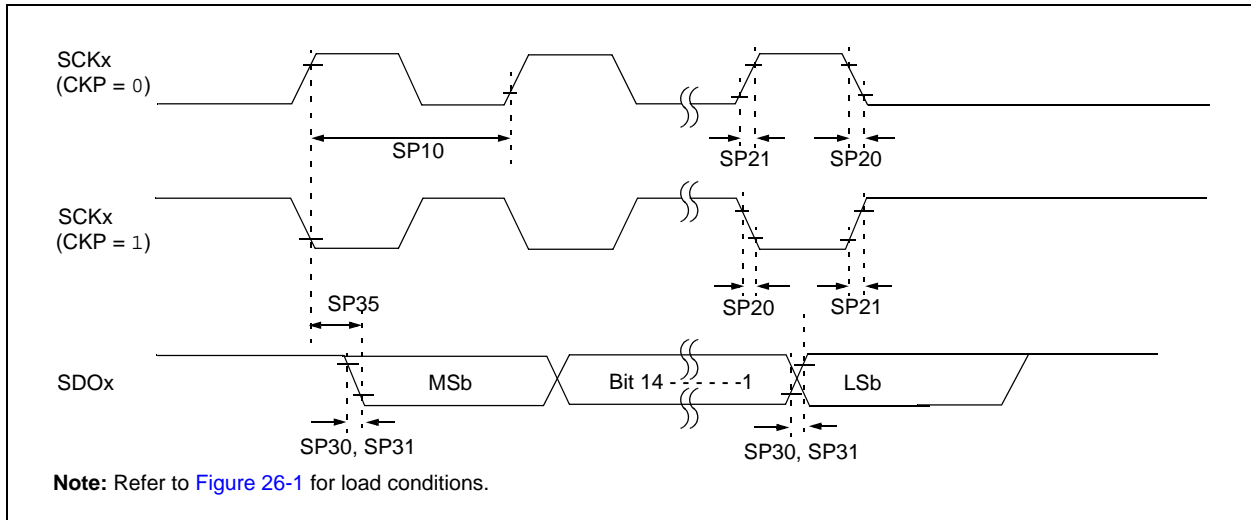 SCKx
(CKP = 0)
SP10
SP21
SP20
SCKx
(CKP = 1)
SP35
SP20
SP21
SDOx
MSb
Bit 14 - - - - - -1
LSb
SP30, SP31
SP30, SP31
Note: Refer to Figure 26-1 for load conditions.